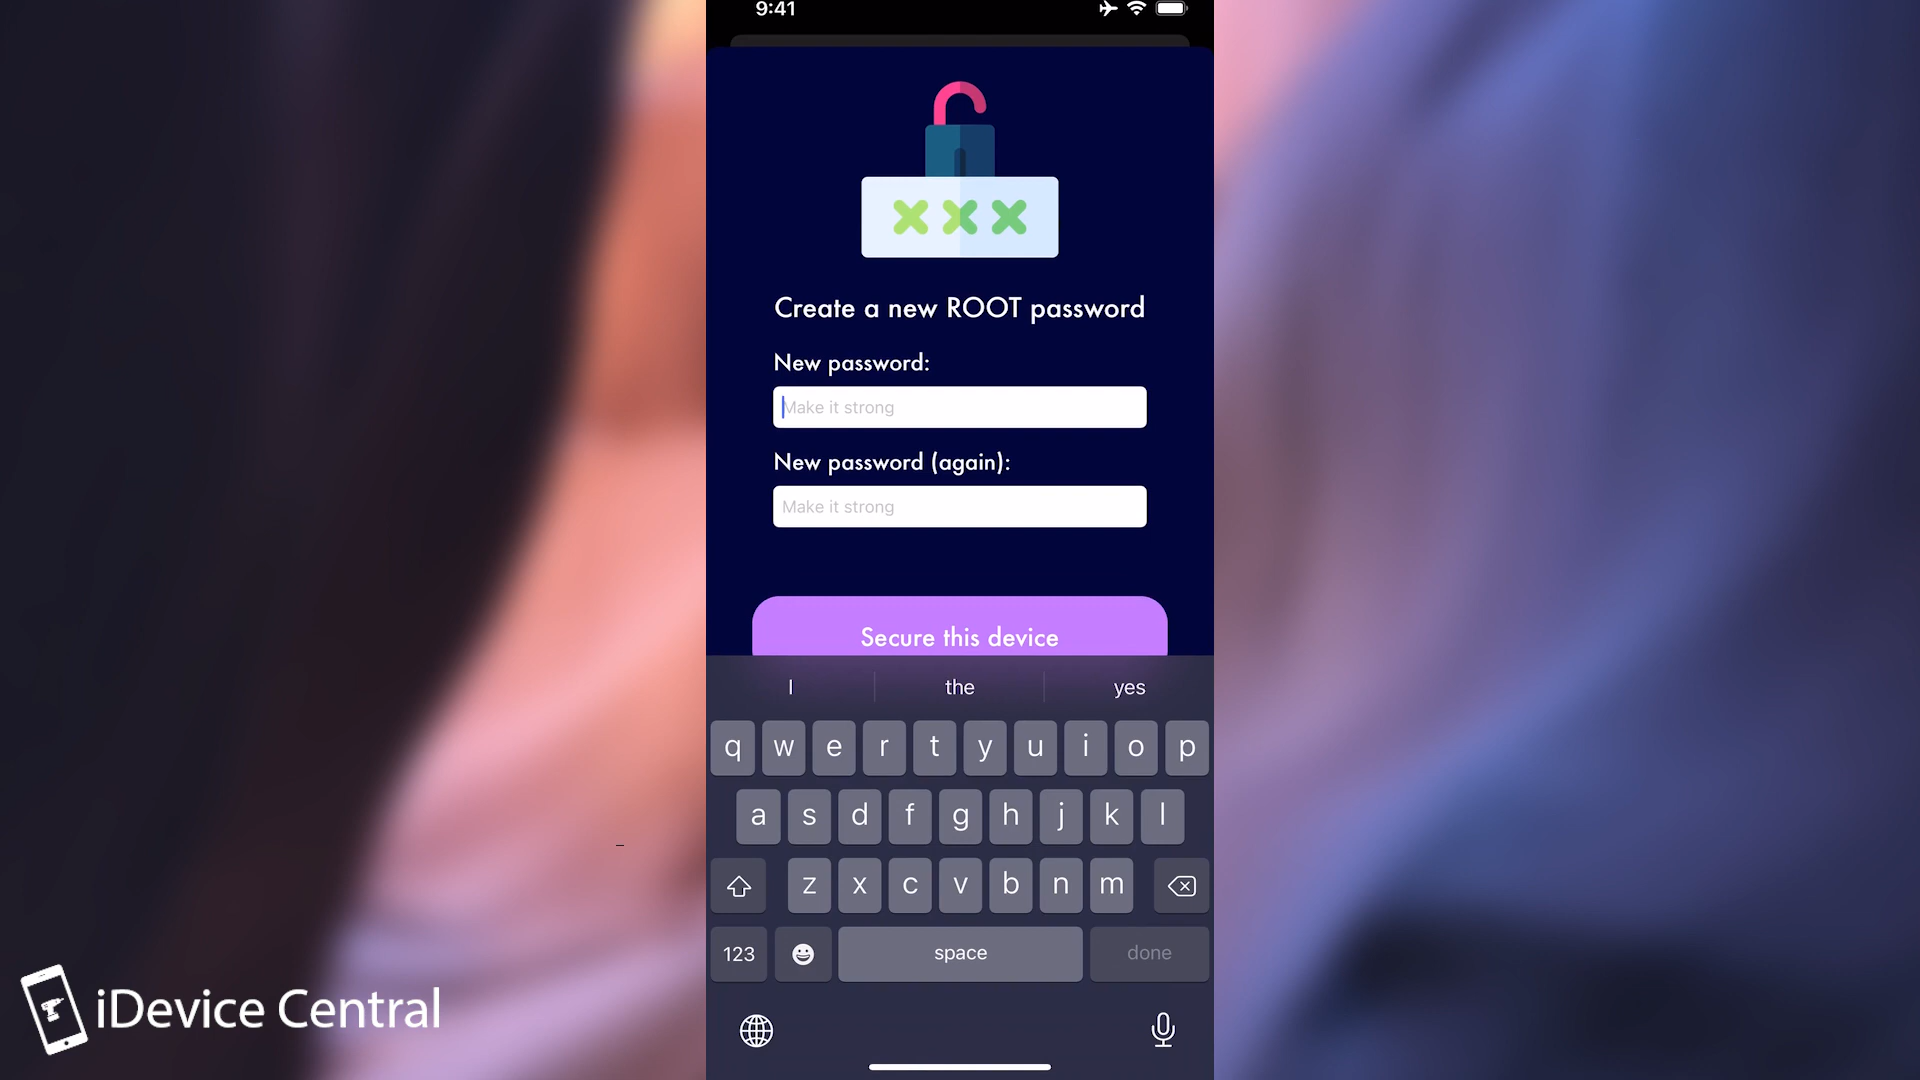 9:41
Create a new ROOT password
New password:
Make it strong
New password (again):
Make it strong
Secure this device
I the yes
q w e r t y u i o p
a s d f g h j k l
z x c v b n m
123 space done
iDevice Central